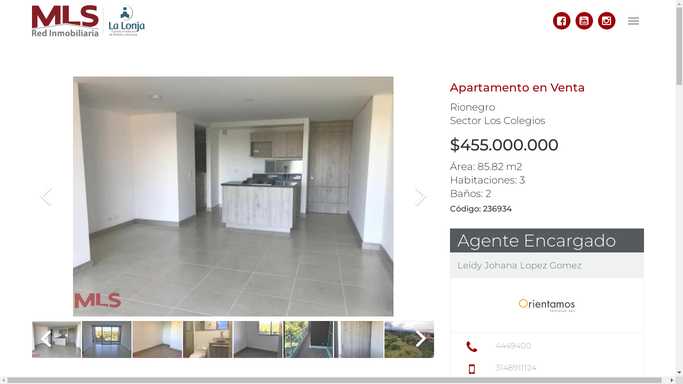 MLS
Red Inmobiliaria
La Lonja
Apartamento en Venta
Rionegro
Sector Los Colegios
$455.000.000
Área: 85.82 m2
Habitaciones: 3
Baños: 2
Código: 236934
MLS
Agente Encargado
Leidy Johana Lopez Gomez
Orientamos
4449400
3148911124